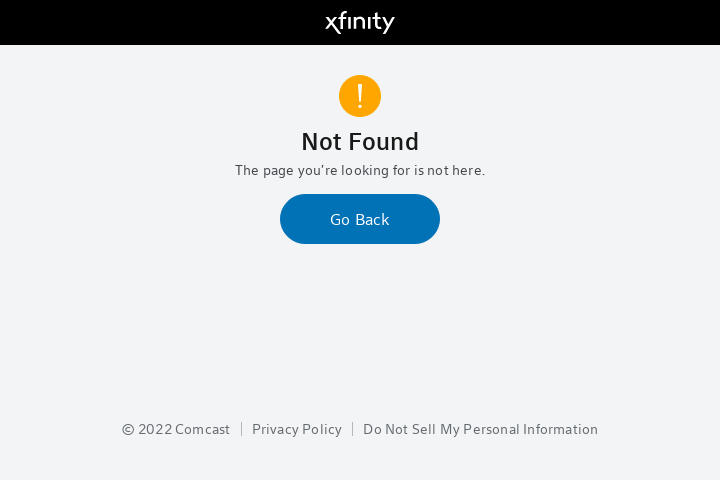 xfinity
Not Found
The page you're looking for is not here.
Go Back
© 2022 Comcast | Privacy Policy | Do Not Sell My Personal Information